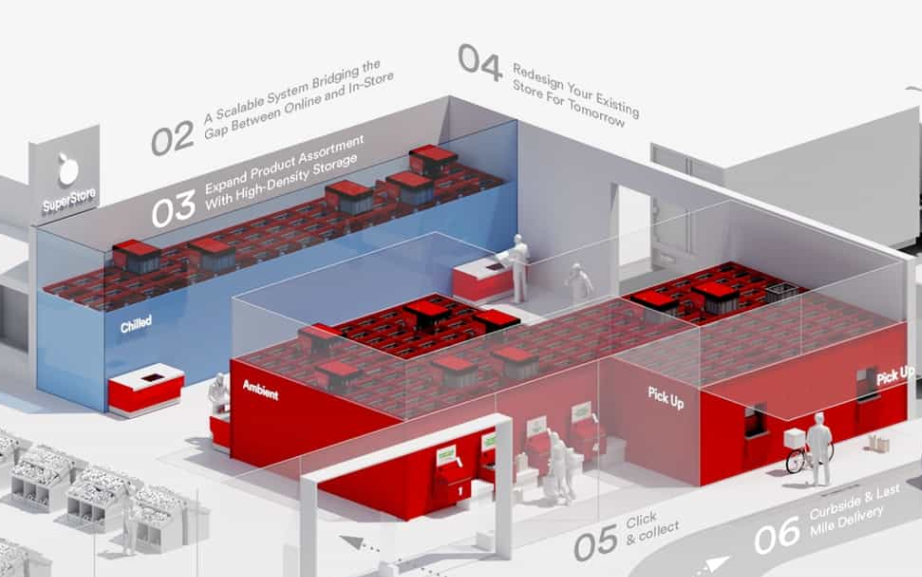 04
Redesign Your Existing
Store For Tomorrow
02
A Scalable System Bridging the
Gap Between Online and In-Store
03
Expand Product Assortment
With High-Density Storage
SuperStore
Chilled
Ambient
Pick Up
Pick Up
05
Click
& collect
06
Curbside & Last
Mile Delivery